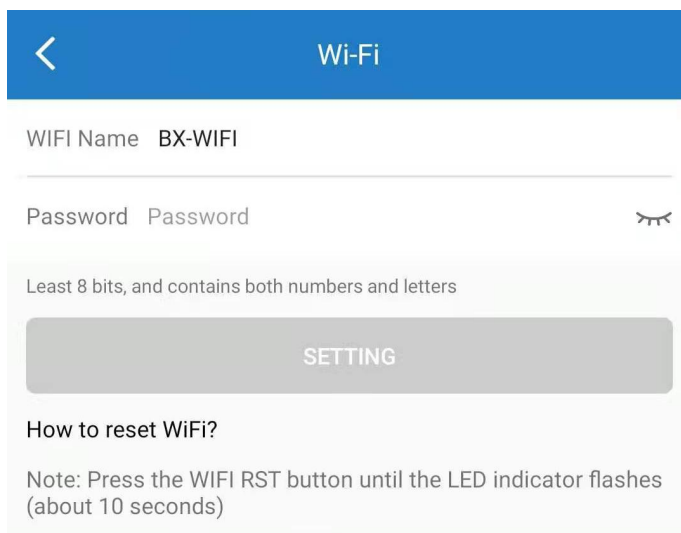 Wi-Fi
WIFI Name BX-WIFI
Password Password
Least 8 bits, and contains both numbers and letters
SETTING
How to reset WiFi?
Note: Press the WIFI RST button until the LED indicator flashes
(about 10 seconds)